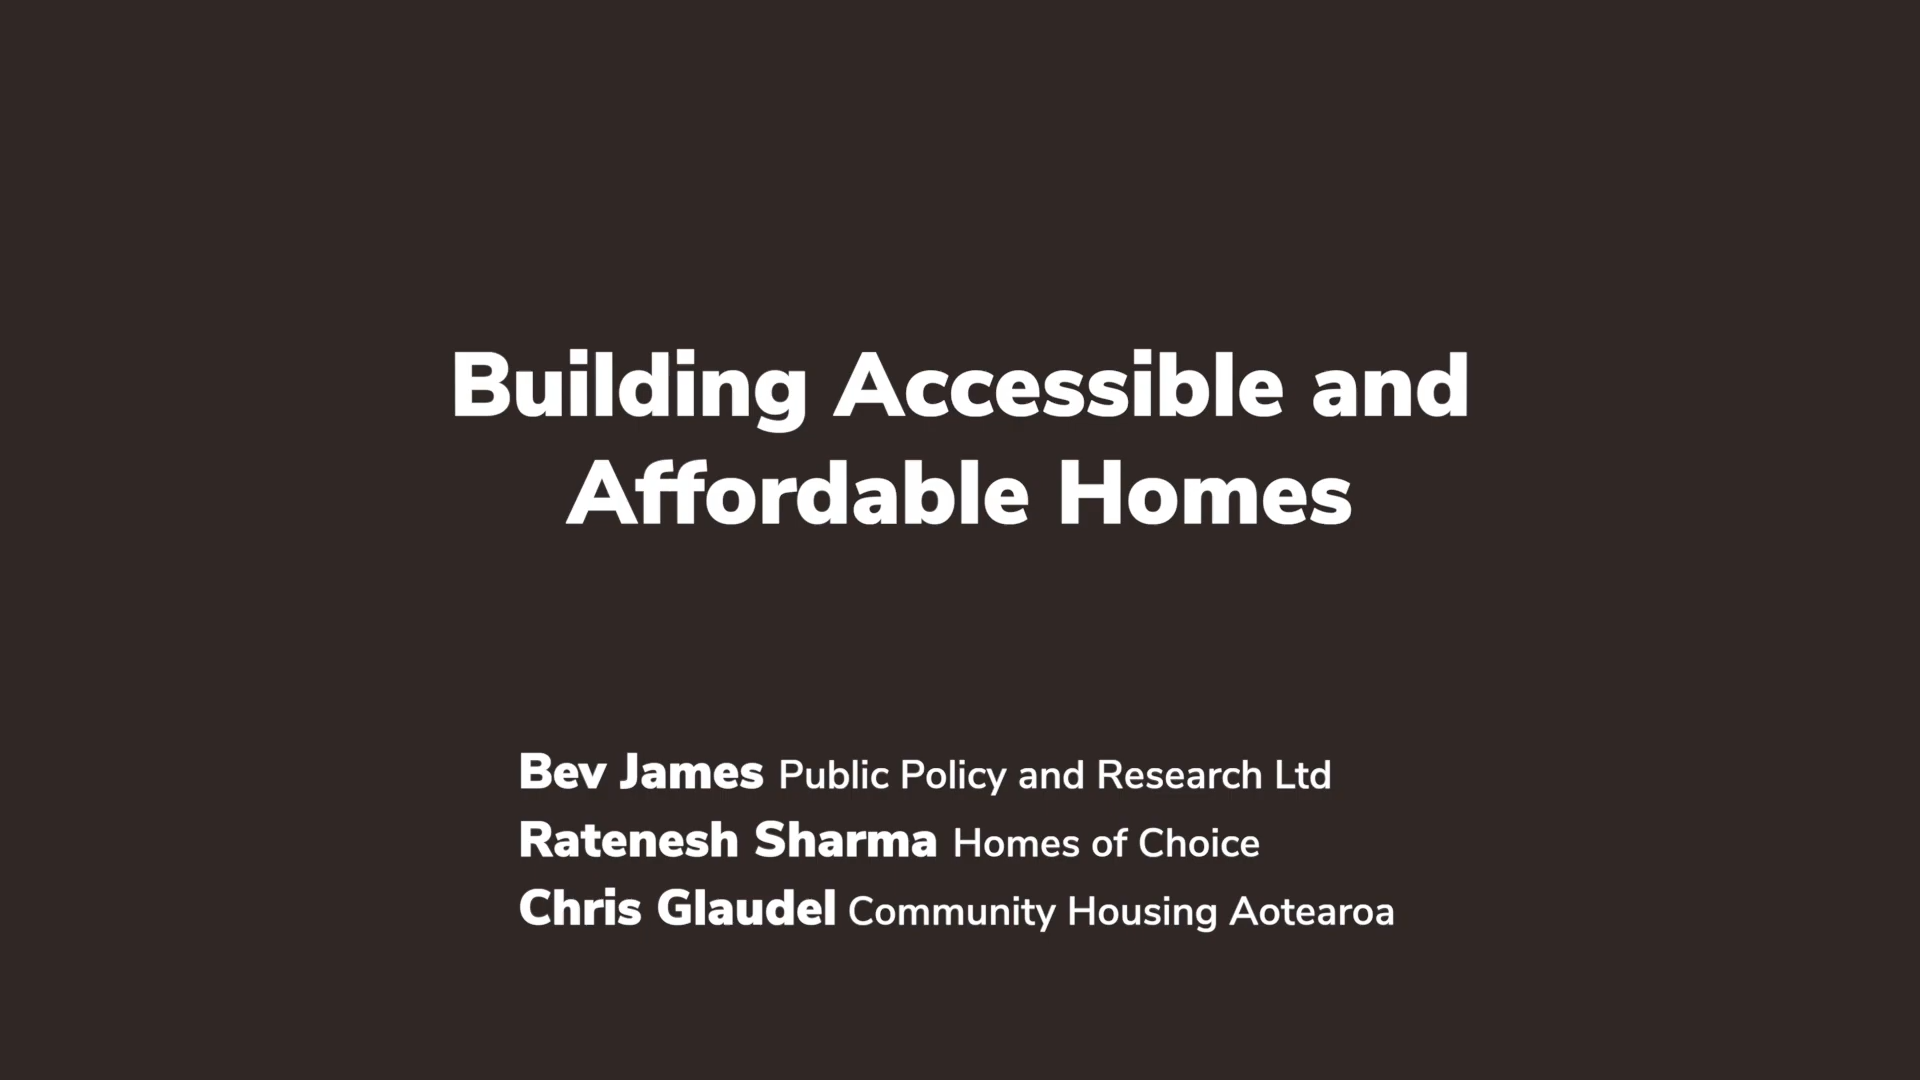 Building Accessible and
Affordable Homes
Bev James Public Policy and Research Ltd
Ratenesh Sharma Homes of Choice
Chris Glaudel Community Housing Aotearoa